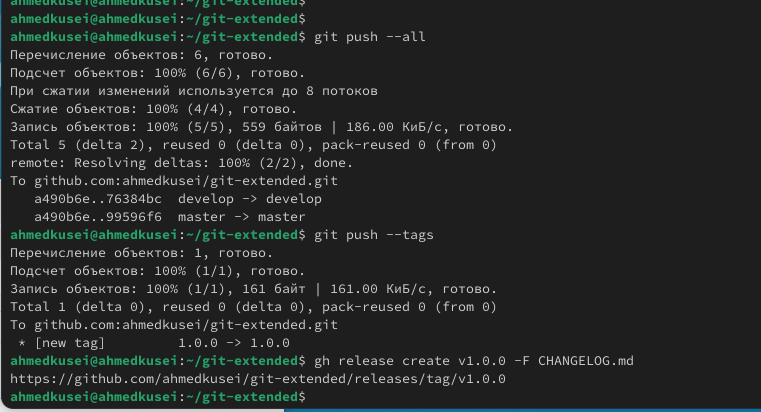 ahmedkusei@ahmedkusei:~/git-extended$
ahmedkusei@ahmedkusei:~/git-extended$
ahmedkusei@ahmedkusei:~/git-extended$ git push --all
Перечисление объектов: 6, готово.
Подсчет объектов: 100% (6/6), готово.
При сжатии изменений используется до 8 потоков
Сжатие объектов: 100% (4/4), готово.
Запись объектов: 100% (5/5), 559 байтов | 186.00 КиБ/с, готово.
Total 5 (delta 2), reused 0 (delta 0), pack-reused 0 (from 0)
remote: Resolving deltas: 100% (2/2), done.
To github.com:ahmedkusei/git-extended.git
   a490b6e..76384bc  develop -> develop
   a490b6e..99596f6  master -> master
ahmedkusei@ahmedkusei:~/git-extended$ git push --tags
Перечисление объектов: 1, готово.
Подсчет объектов: 100% (1/1), готово.
Запись объектов: 100% (1/1), 161 байт | 161.00 КиБ/с, готово.
Total 1 (delta 0), reused 0 (delta 0), pack-reused 0 (from 0)
To github.com:ahmedkusei/git-extended.git
 * [new tag]         1.0.0 -> 1.0.0
ahmedkusei@ahmedkusei:~/git-extended$ gh release create v1.0.0 -F CHANGELOG.md
https://github.com/ahmedkusei/git-extended/releases/tag/v1.0.0
ahmedkusei@ahmedkusei:~/git-extended$